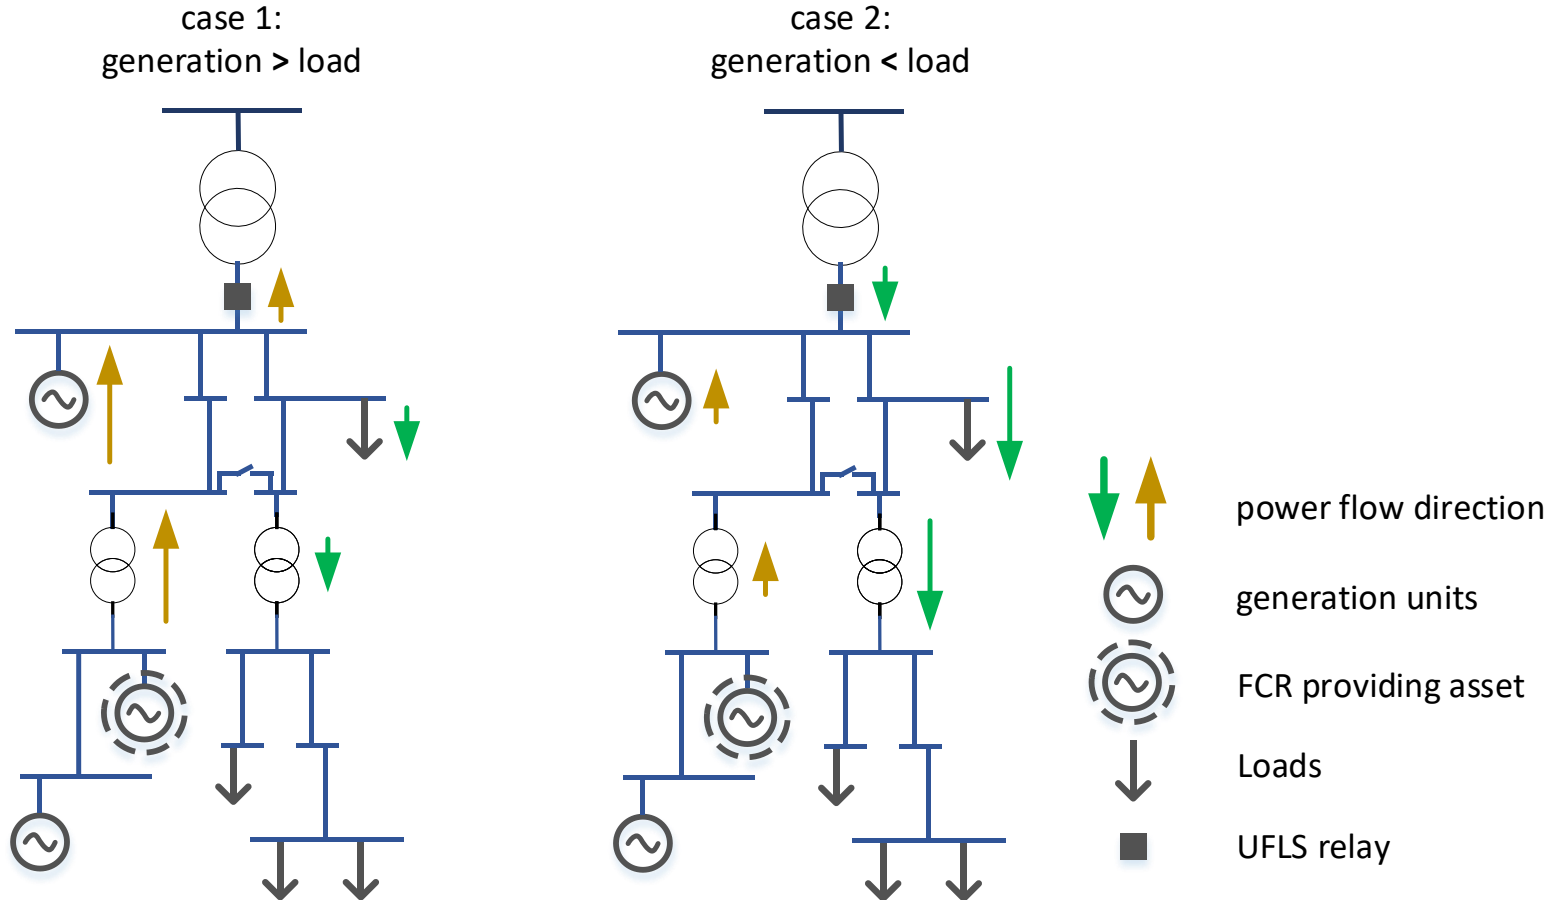 case 1:
generation > load
case 2:
generation < load
power flow direction
generation units
FCR providing asset
Loads
UFLS relay